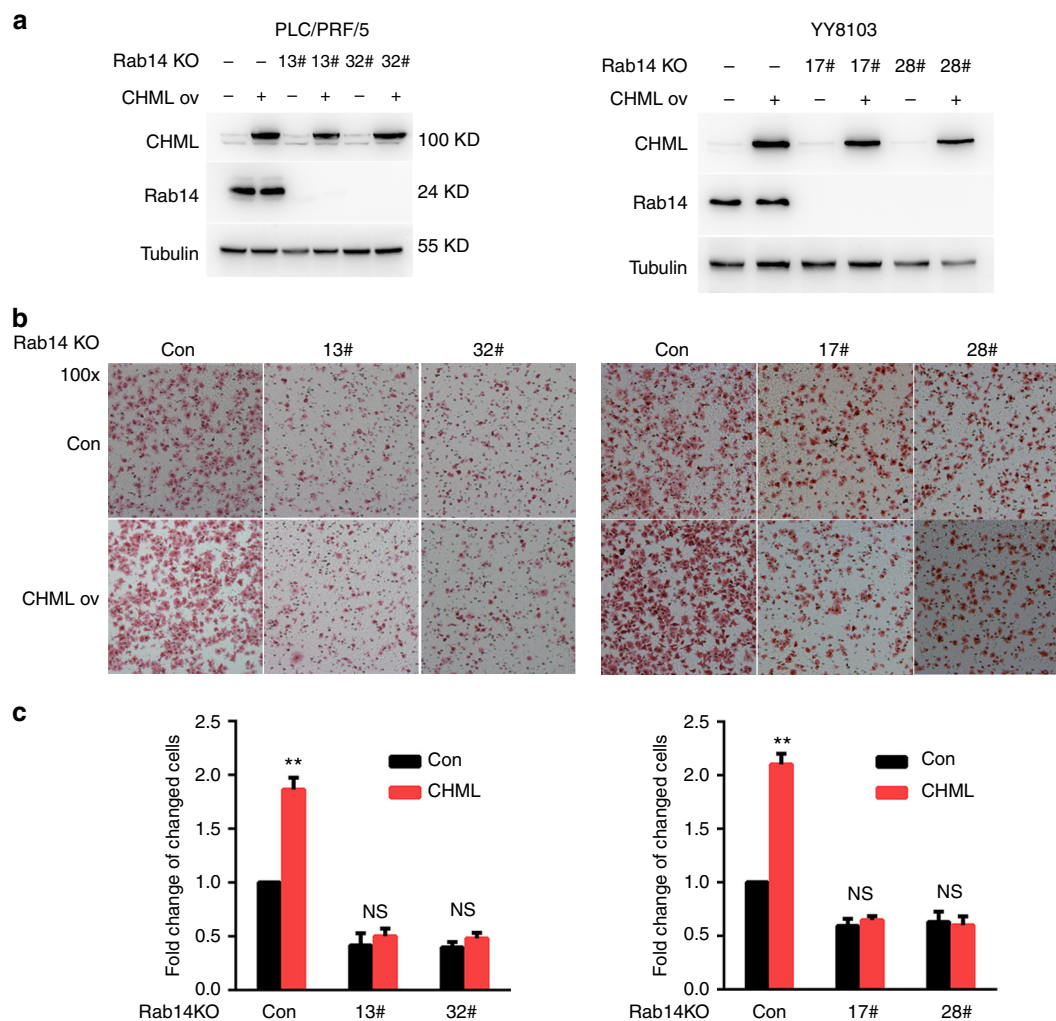 a
PLC/PRF/5
Rab14 KO – – 13# 13# 32# 32#
CHML ov – + – + – +
CHML 100 KD
Rab14 24 KD
Tubulin 55 KD
YY8103
Rab14 KO – – 17# 17# 28# 28#
CHML ov – + – + – +
CHML
Rab14
Tubulin
b
Rab14 KO Con 13# 32# Con 17# 28#
100x
Con
CHML ov
c
Fold change of changed cells
2.5
2.0
1.5
1.0
0.5
0.0
**
NS
NS
Con
CHML
Rab14KO Con 13# 32#
Fold change of changed cells
2.5
2.0
1.5
1.0
0.5
0.0
**
NS
NS
Con
CHML
Rab14KO Con 17# 28#